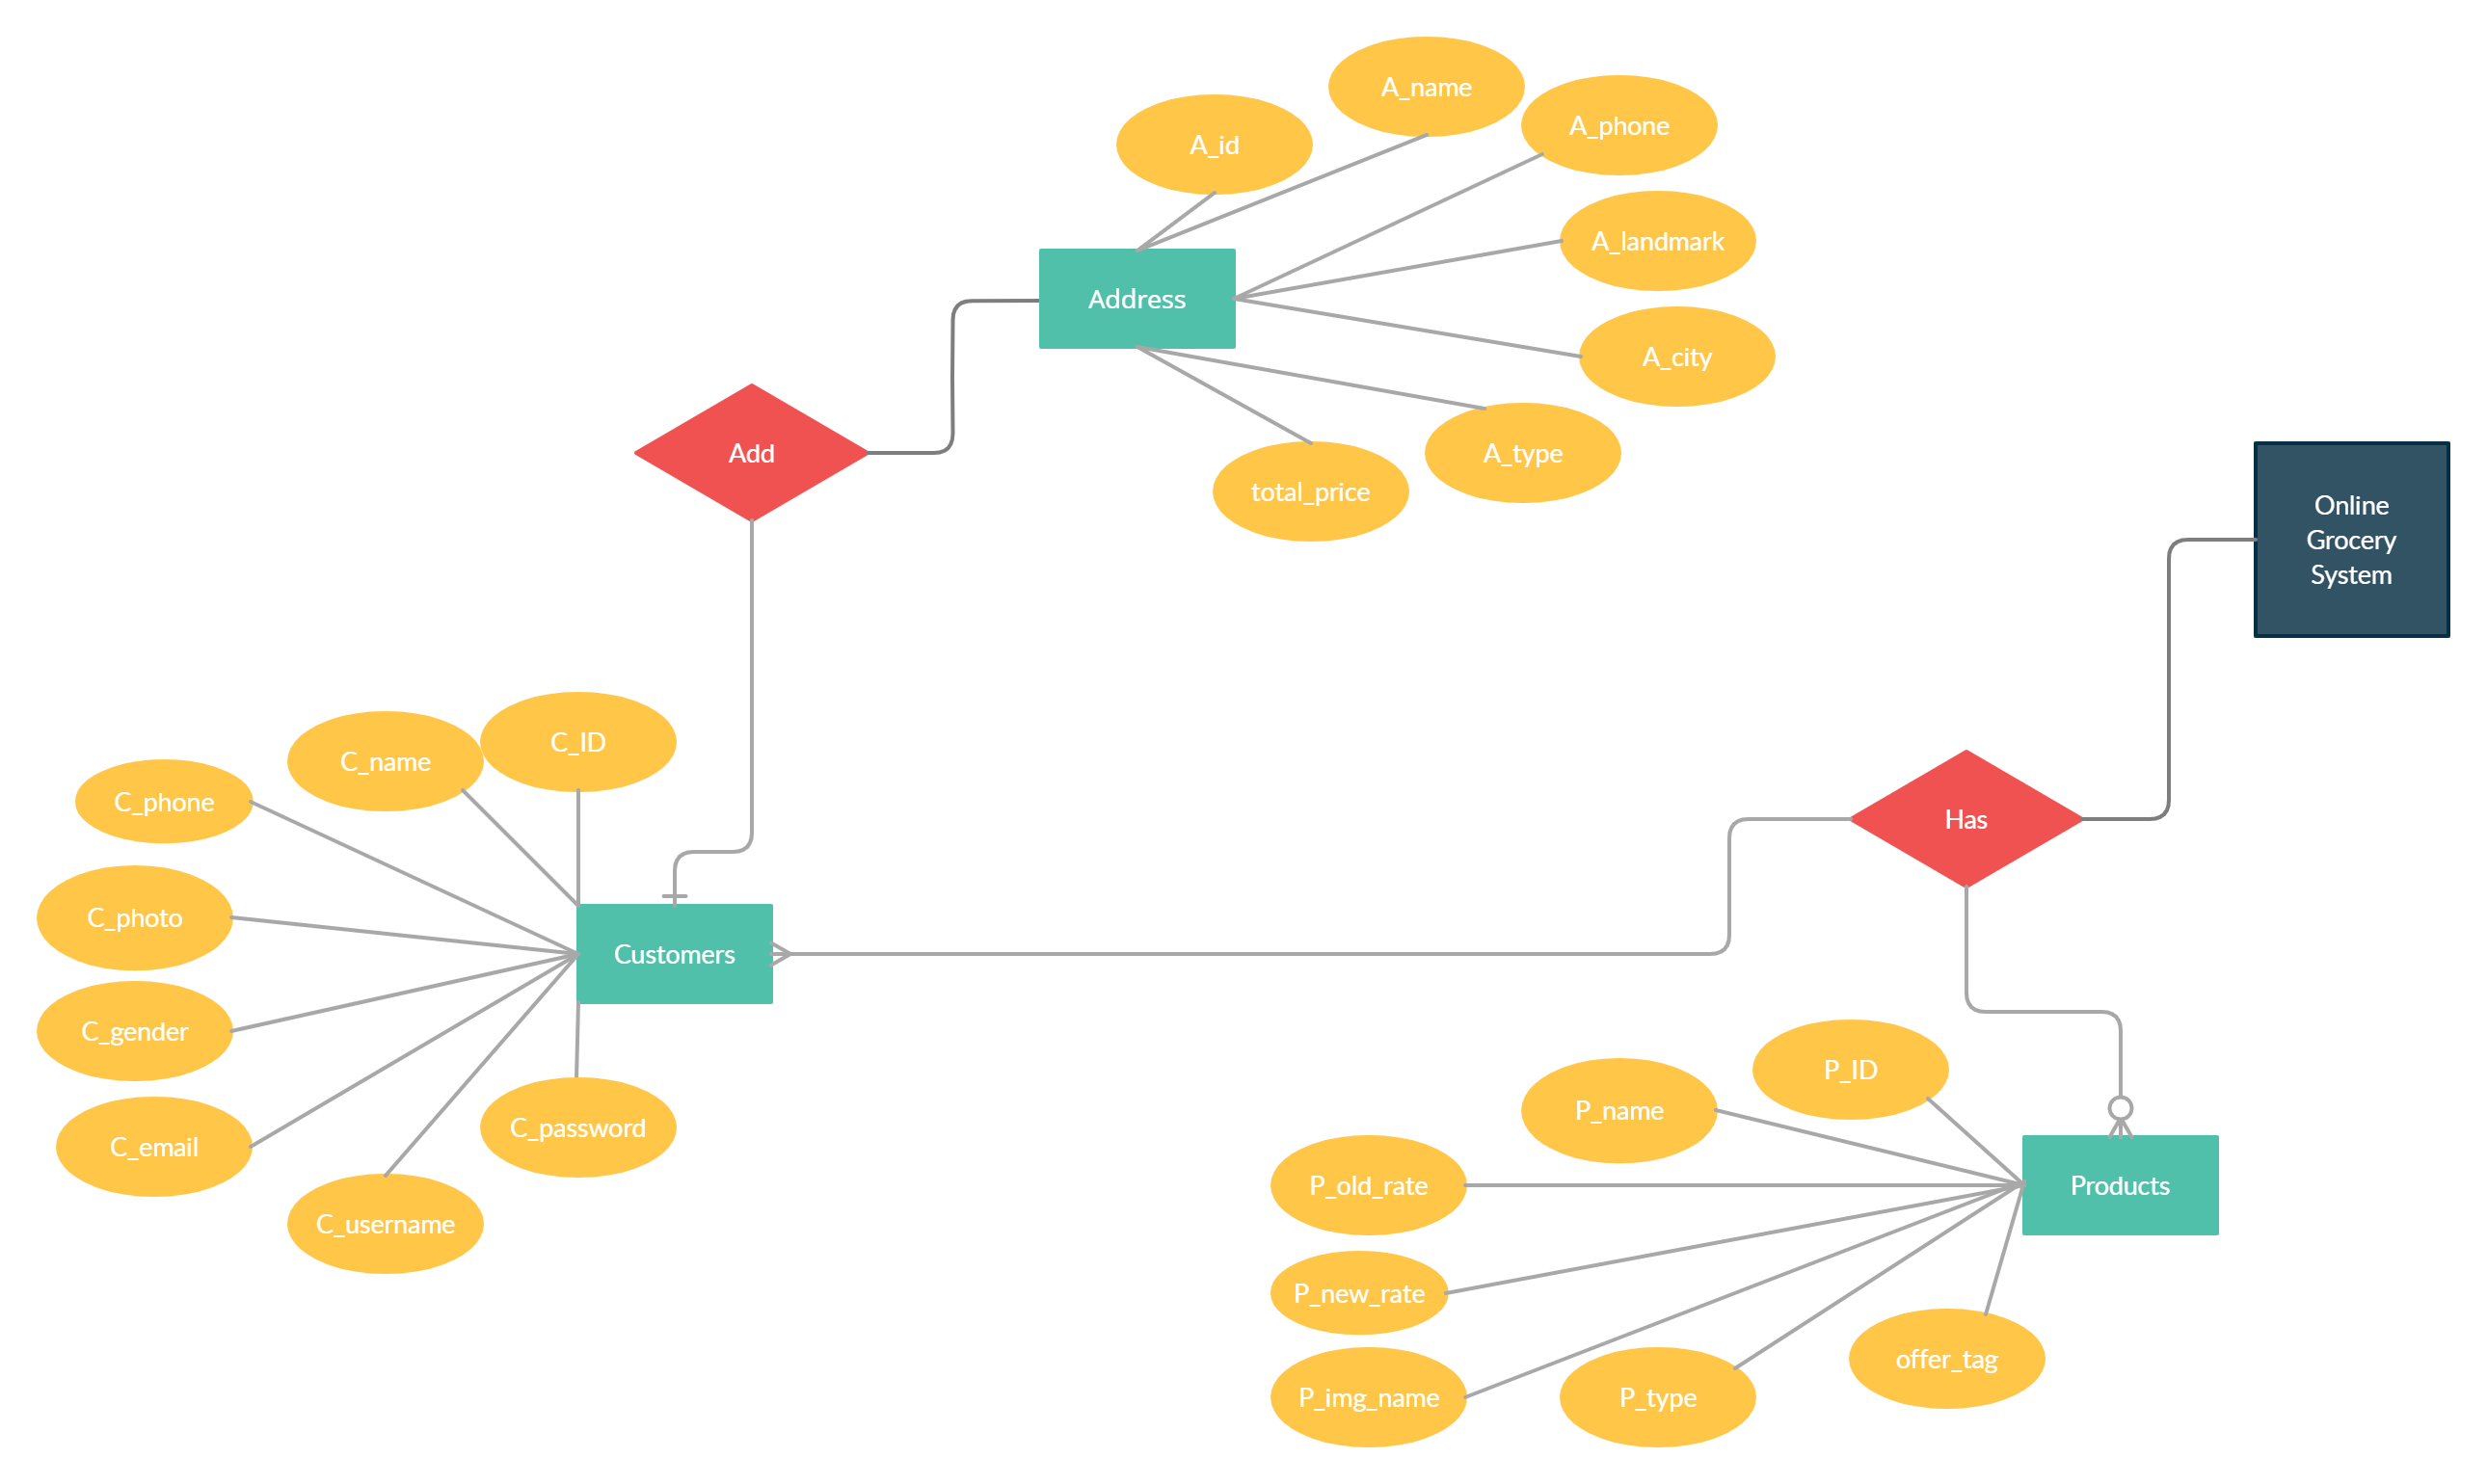 A_name
A_phone
A_id
A_landmark
Address
A_city
Add
A_type
total_price
Online
Grocery
System
C_ID
C_name
C_phone
Has
C_photo
Customers
C_gender
P_ID
P_name
C_password
C_email
P_old_rate
Products
C_username
P_new_rate
offer_tag
P_img_name
P_type